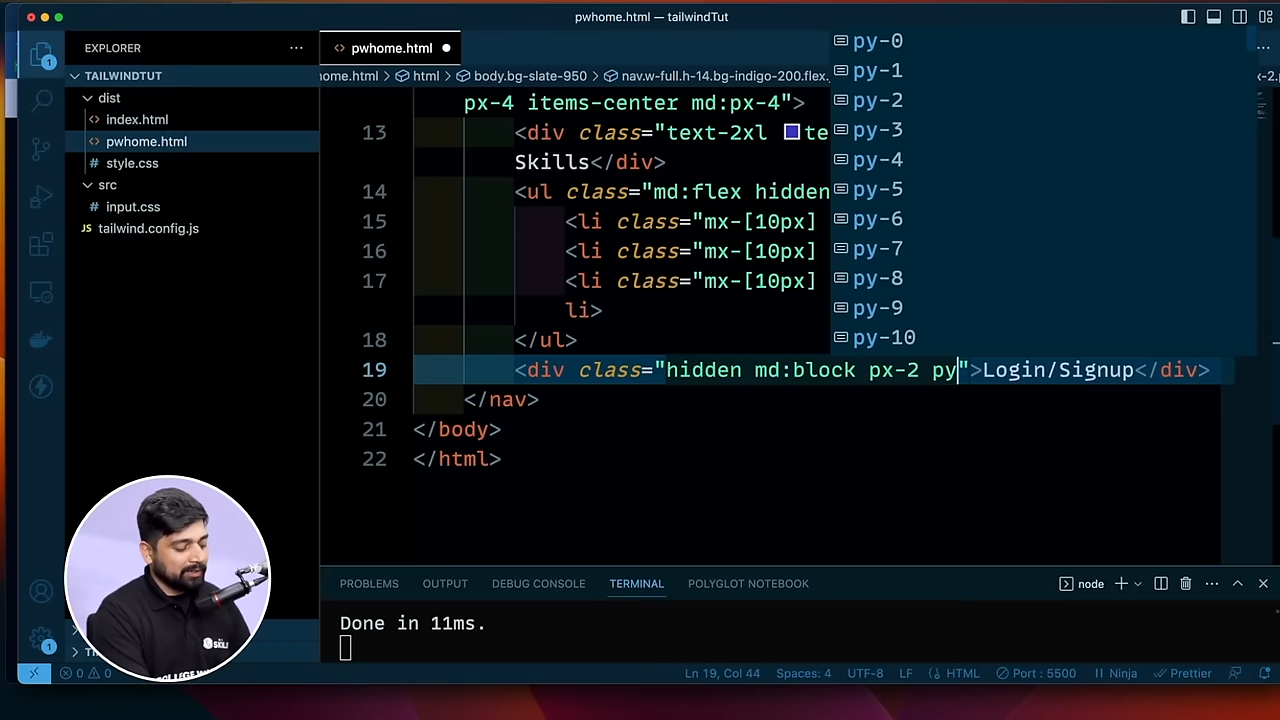 pwhome.html — tailwindTut
EXPLORER
pwhome.html
TAILWINDTUT
dist
index.html
pwhome.html
style.css
src
input.css
tailwind.config.js
ome.html > html > body.bg-slate-950 > nav.w-full.h-14.bg-indigo-200.flex.
px-4 items-center md:px-4">
13 <div class="text-2xl te
Skills</div>
14 <ul class="md:flex hidden
15 <li class="mx-[10px]
16 <li class="mx-[10px]
17 <li class="mx-[10px]
li>
18 </ul>
19 <div class="hidden md:block px-2 py">Login/Signup</div>
20 </nav>
21 </body>
22 </html>
py-0
py-1
py-2
py-3
py-4
py-5
py-6
py-7
py-8
py-9
py-10
PROBLEMS OUTPUT DEBUG CONSOLE TERMINAL POLYGLOT NOTEBOOK
node
Done in 11ms.
0 0
Ln 19, Col 44 Spaces: 4 UTF-8 LF HTML Port : 5500 Ninja Prettier